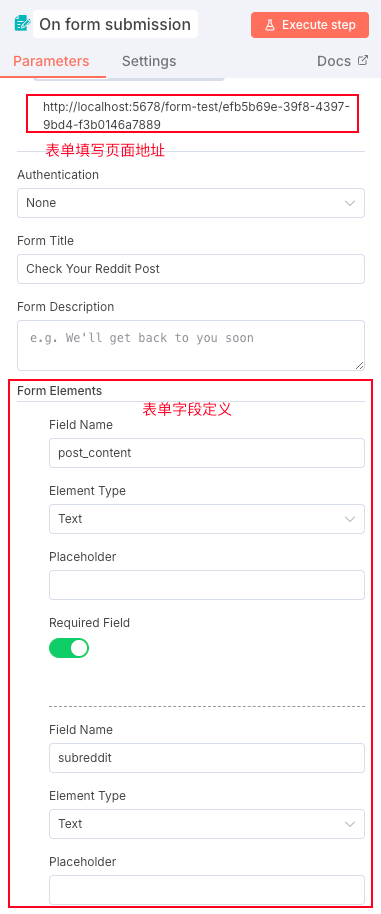 On form submission
Execute step
Parameters
Settings
Docs
http://localhost:5678/form-test/efb5b69e-39f8-4397-
9bd4-f3b0146a7889
表单填写页面地址
Authentication
None
Form Title
Check Your Reddit Post
Form Description
e.g. We'll get back to you soon
Form Elements
表单字段定义
Field Name
post_content
Element Type
Text
Placeholder
Required Field
Field Name
subreddit
Element Type
Text
Placeholder